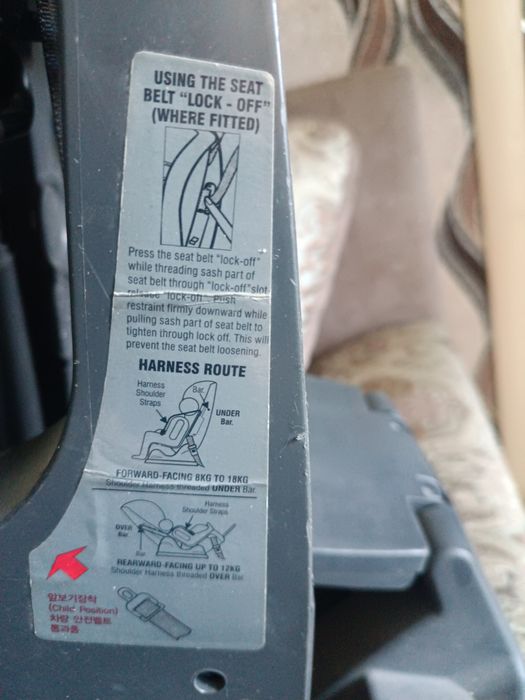 USING THE SEAT
BELT "LOCK - OFF"
(WHERE FITTED)
Press the seat belt "lock-off"
while threading sash part of
seat belt through "lock-off"slot
release "lock-off". Push
restraint firmly downward while
pulling sash part of seat belt to
tighten through lock off. This will
prevent the seat belt loosening.
HARNESS ROUTE
Harness
Shoulder
Straps
Bar.
UNDER
Bar.
FORWARD-FACING 8KG TO 18KG
Shoulder Harness threaded UNDER Bar.
Harness
Shoulder Straps
OVER
Bar.
Bar.
REARWARD-FACING UP TO 12KG
Shoulder Harness threaded OVER Bar.
앞보기장착
(Child Position)
차량 안전벨트
통과홈